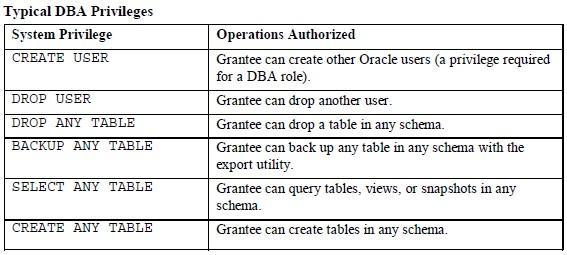 Typical DBA Privileges
System Privilege Operations Authorized
CREATE USER Grantee can create other Oracle users (a privilege required
for a DBA role).
DROP USER Grantee can drop another user.
DROP ANY TABLE Grantee can drop a table in any schema.
BACKUP ANY TABLE Grantee can back up any table in any schema with the
export utility.
SELECT ANY TABLE Grantee can query tables, views, or snapshots in any
schema.
CREATE ANY TABLE Grantee can create tables in any schema.